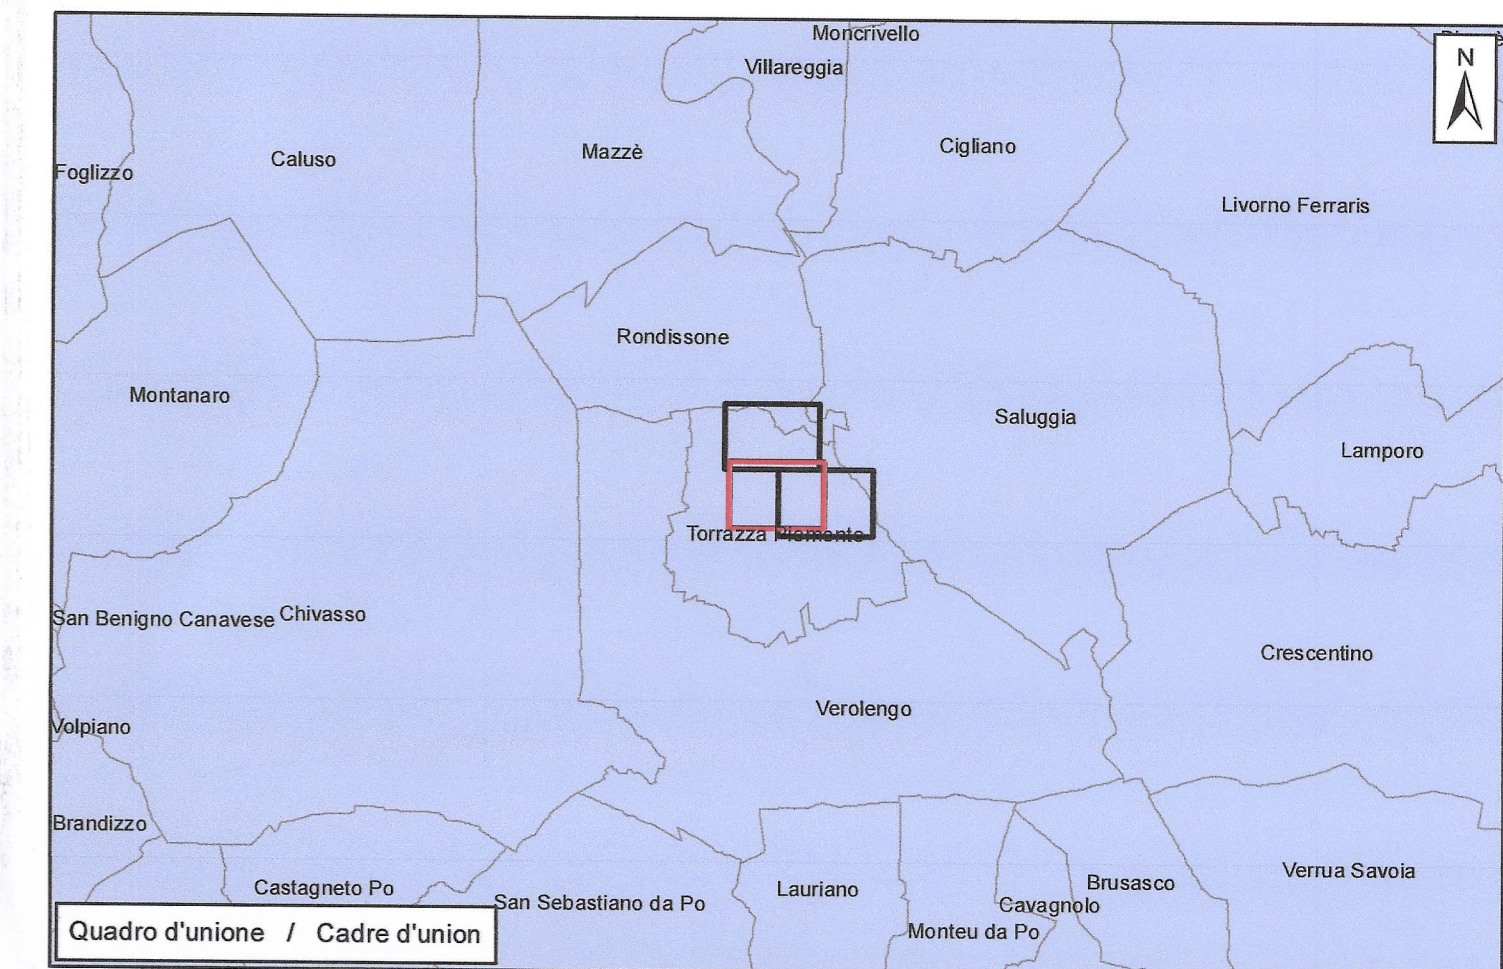 Moncrivello
N
Villareggia
Cigliano
Mazzè
Caluso
Foglizzo
Livorno Ferraris
Rondissone
Montanaro
Saluggia
Lamporo
Torrazza Piemonte
San Benigno Canavese
Chivasso
Crescentino
Verolengo
Volpiano
Brandizzo
Verrua Savoia
Brusasco
Castagneto Po
Lauriano
San Sebastiano da Po
Cavagnolo
Monteu da Po
Quadro d'unione / Cadre d'union